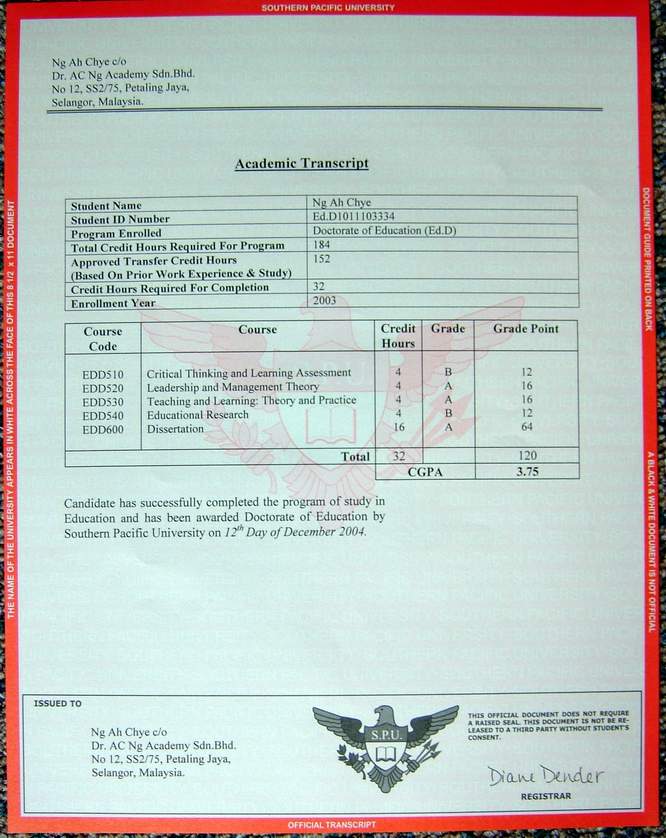 SOUTHERN PACIFIC UNIVERSITY
Ng Ah Chye c/o
Dr. AC Ng Academy Sdn.Bhd.
No 12, SS2/75, Petaling Jaya,
Selangor, Malaysia.
Academic Transcript
Student Name Ng Ah Chye
Student ID Number Ed.D1011103334
Program Enrolled Doctorate of Education (Ed.D)
Total Credit Hours Required For Program 184
Approved Transfer Credit Hours 152
(Based On Prior Work Experience & Study)
Credit Hours Required For Completion 32
Enrollment Year 2003
Course Course Credit Grade Grade Point
Code Hours
EDD510 Critical Thinking and Learning Assessment 4 B 12
EDD520 Leadership and Management Theory 4 A 16
EDD530 Teaching and Learning: Theory and Practice 4 A 16
EDD540 Educational Research 4 B 12
EDD600 Dissertation 16 A 64
Total 32 120
CGPA 3.75
Candidate has successfully completed the program of study in
Education and has been awarded Doctorate of Education by
Southern Pacific University on 12th Day of December 2004.
THE NAME OF THE UNIVERSITY APPEARS IN WHITE ACROSS THE FACE OF THIS 8 1/2 x 11 DOCUMENT
DOCUMENT GUIDE PRINTED ON BACK
A BLACK & WHITE DOCUMENT IS NOT OFFICIAL
ISSUED TO
Ng Ah Chye c/o
Dr. AC Ng Academy Sdn.Bhd.
No 12, SS2/75, Petaling Jaya,
Selangor, Malaysia.
S.P.U.
THIS OFFICIAL DOCUMENT DOES NOT REQUIRE
A RAISED SEAL. THIS DOCUMENT IS NOT BE RE-
LEASED TO A THIRD PARTY WITHOUT STUDENT'S
CONSENT.
Diane Dender
REGISTRAR
OFFICIAL TRANSCRIPT